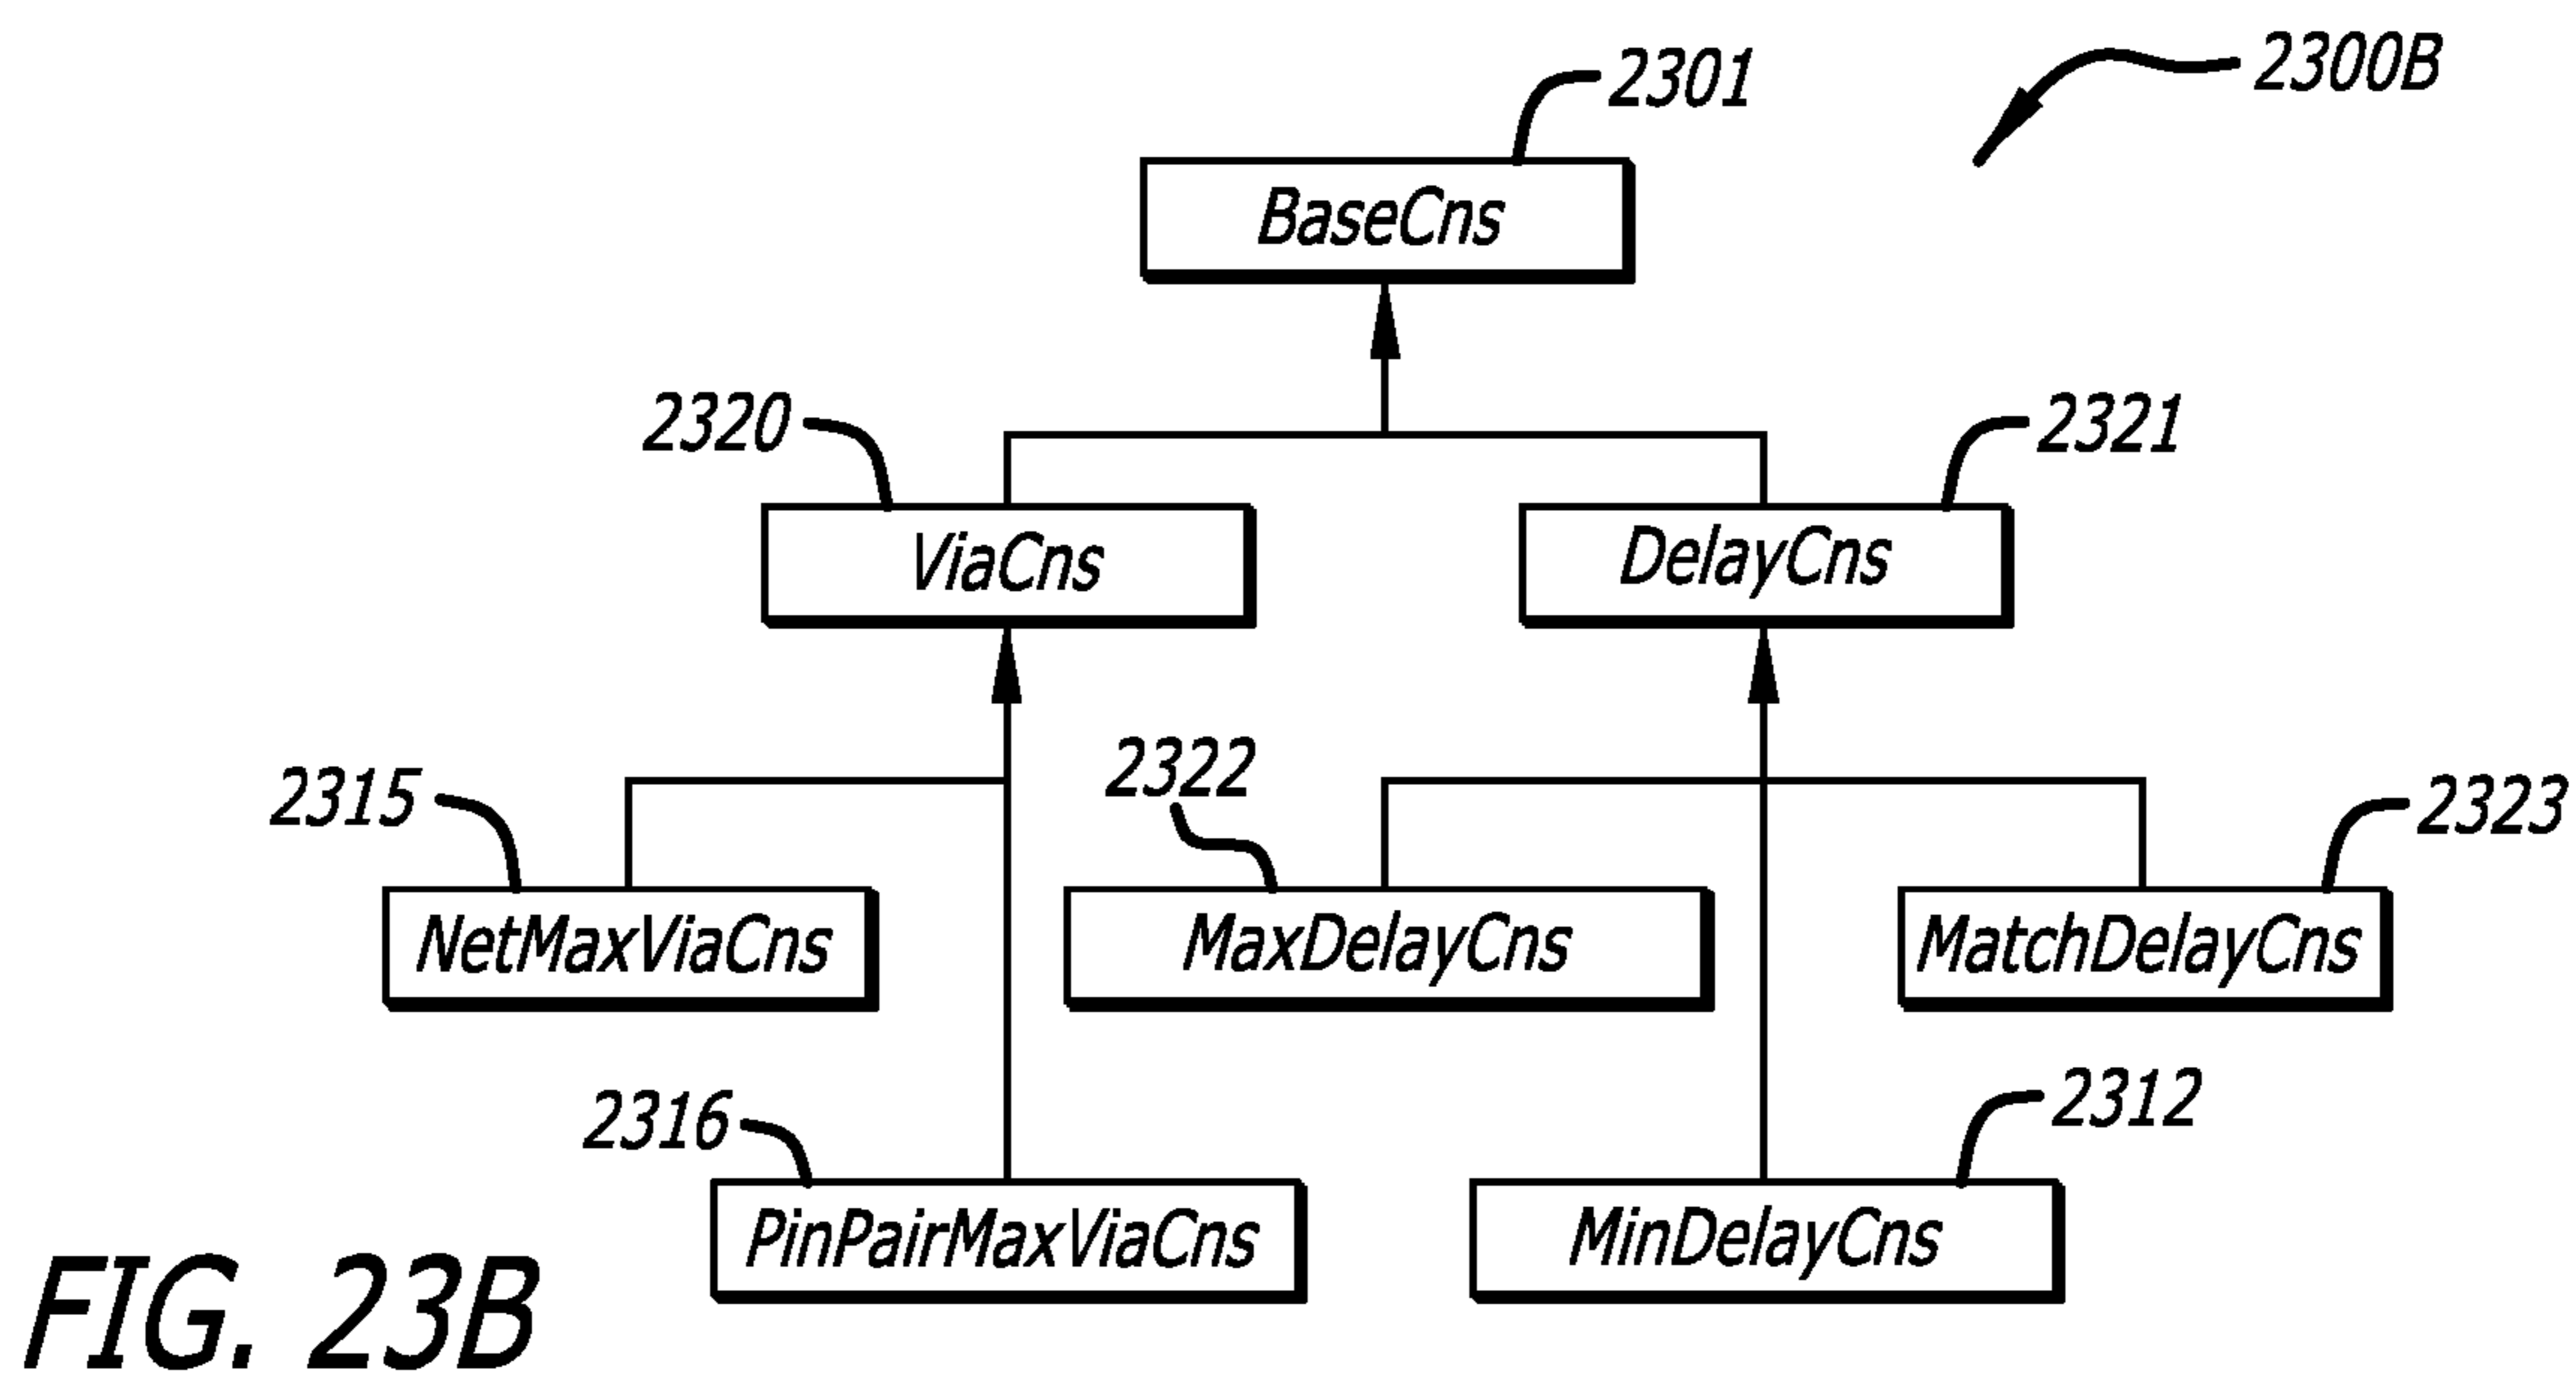 2300B
2301
BaseCns
2320
2321
ViaCns
DelayCns
2322
2315
2323
NetMaxViaCns
MaxDelayCns
MatchDelayCns
2316
2312
PinPairMaxViaCns
MinDelayCns
FIG. 23B